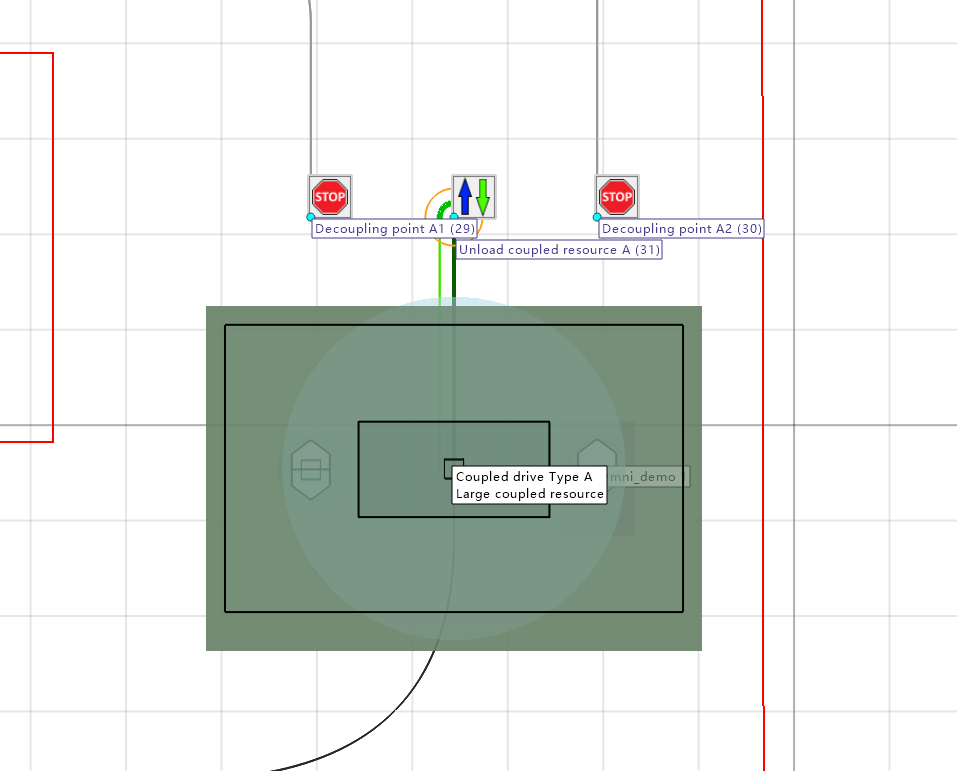 STOP
STOP
Decoupling point A1 (29)
Decoupling point A2 (30)
Unload coupled resource A (31)
Coupled drive Type A
Large coupled resource